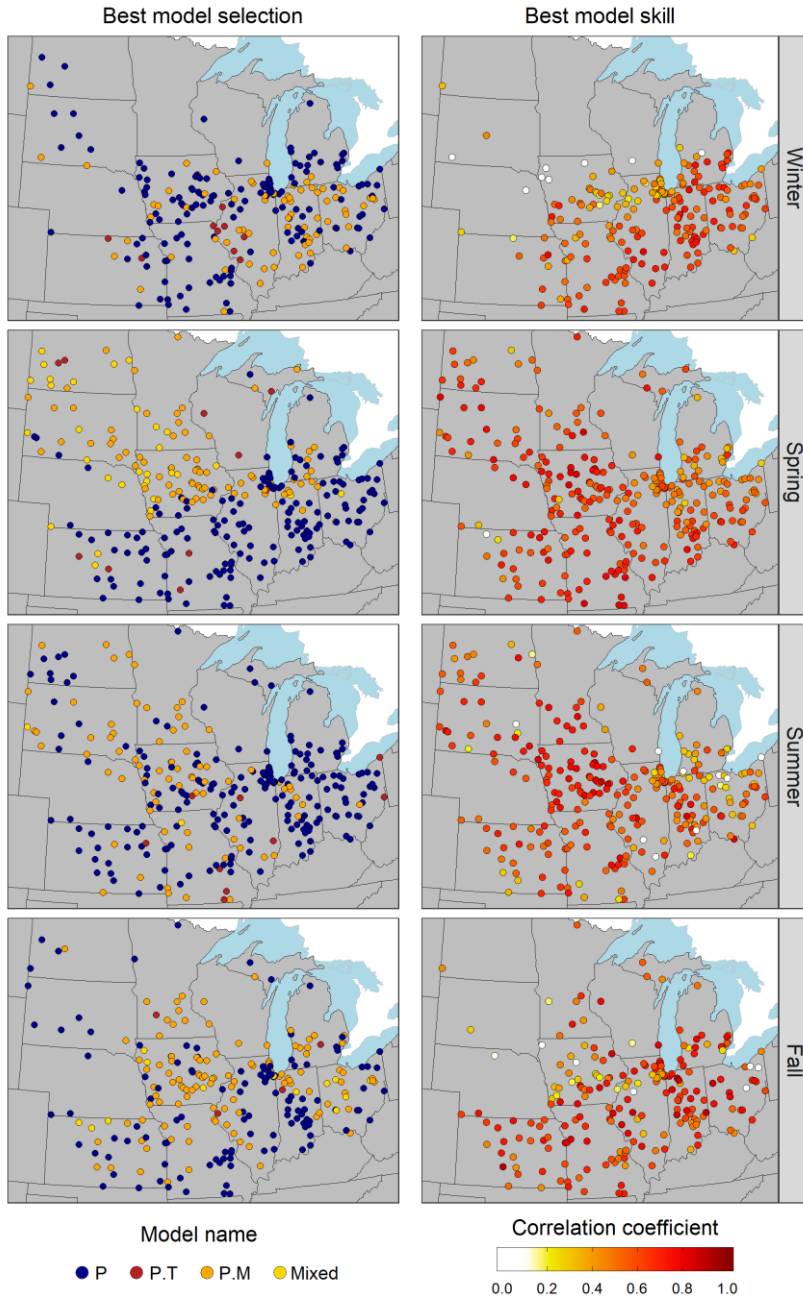 Best model selection
Best model skill
Winter
Spring
Summer
Fall
Model name
P P.T P.M Mixed
Correlation coefficient
0.0 0.2 0.4 0.6 0.8 1.0